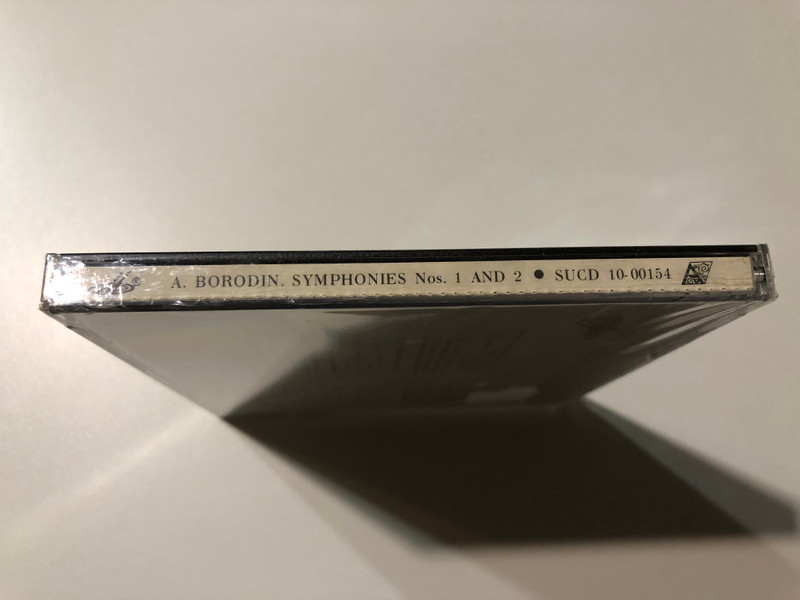 A. BORODIN. SYMPHONIES Nos. 1 AND 2 ● SUCD 10-00154